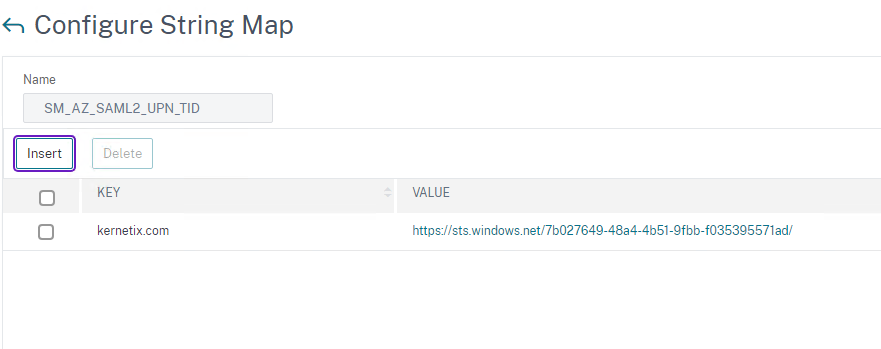 Configure String Map
Name
SM_AZ_SAML2_UPN_TID
Insert Delete
KEY VALUE
kernetix.com https://sts.windows.net/7b027649-48a4-4b51-9fbb-f035395571ad/